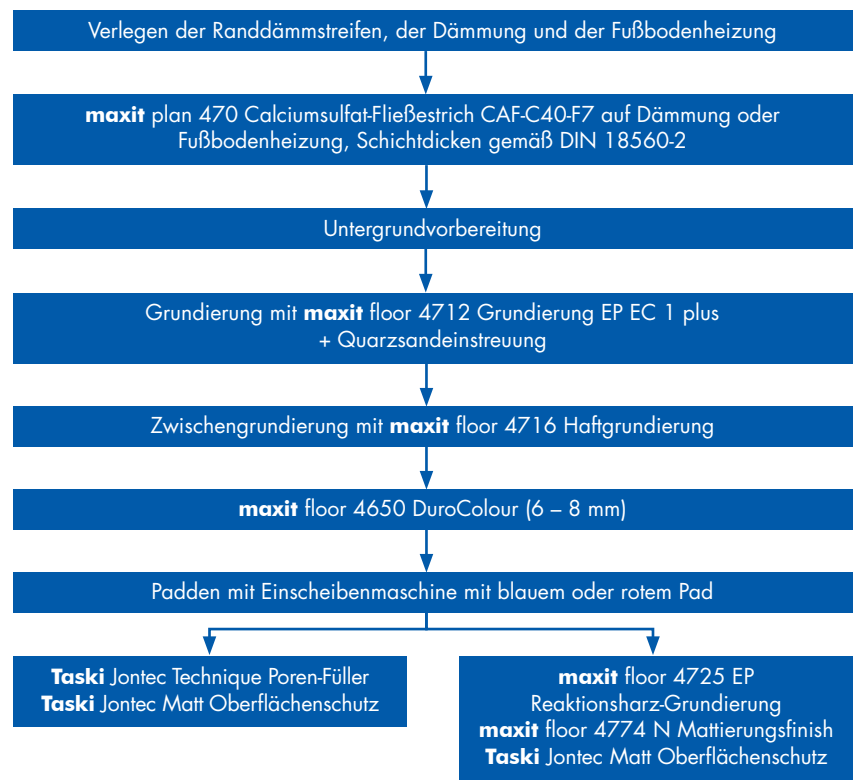 Verlegen der Randdämmstreifen, der Dämmung und der Fußbodenheizung
maxit plan 470 Calciumsulfat-Fließestrich CAF-C40-F7 auf Dämmung oder
Fußbodenheizung, Schichtdicken gemäß DIN 18560-2
Untergrundvorbereitung
Grundierung mit maxit floor 4712 Grundierung EP EC 1 plus
+ Quarzsandeinstreuung
Zwischengrundierung mit maxit floor 4716 Haftgrundierung
maxit floor 4650 DuroColour (6 – 8 mm)
Padden mit Einscheibenmaschine mit blauem oder rotem Pad
Taski Jontec Technique Poren-Füller
Taski Jontec Matt Oberflächenschutz
maxit floor 4725 EP
Reaktionsharz-Grundierung
maxit floor 4774 N Mattierungsfinish
Taski Jontec Matt Oberflächenschutz